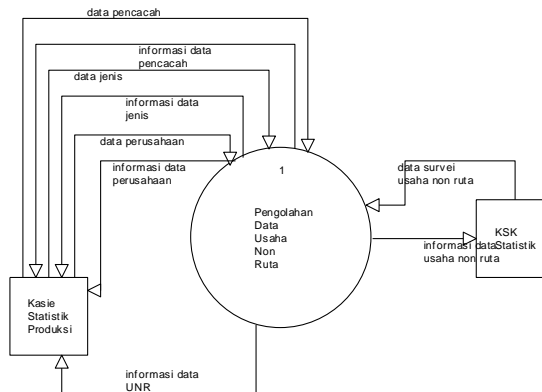 data pencacah
informasi data
pencacah
data jenis
informasi data
jenis
data perusahaan
informasi data
perusahaan
1
Pengolahan
Data
Usaha
Non
Ruta
data survei
usaha non ruta
KSK
Statistik
informasi data
usaha non ruta
Kasie
Statistik
Produksi
informasi data
UNR